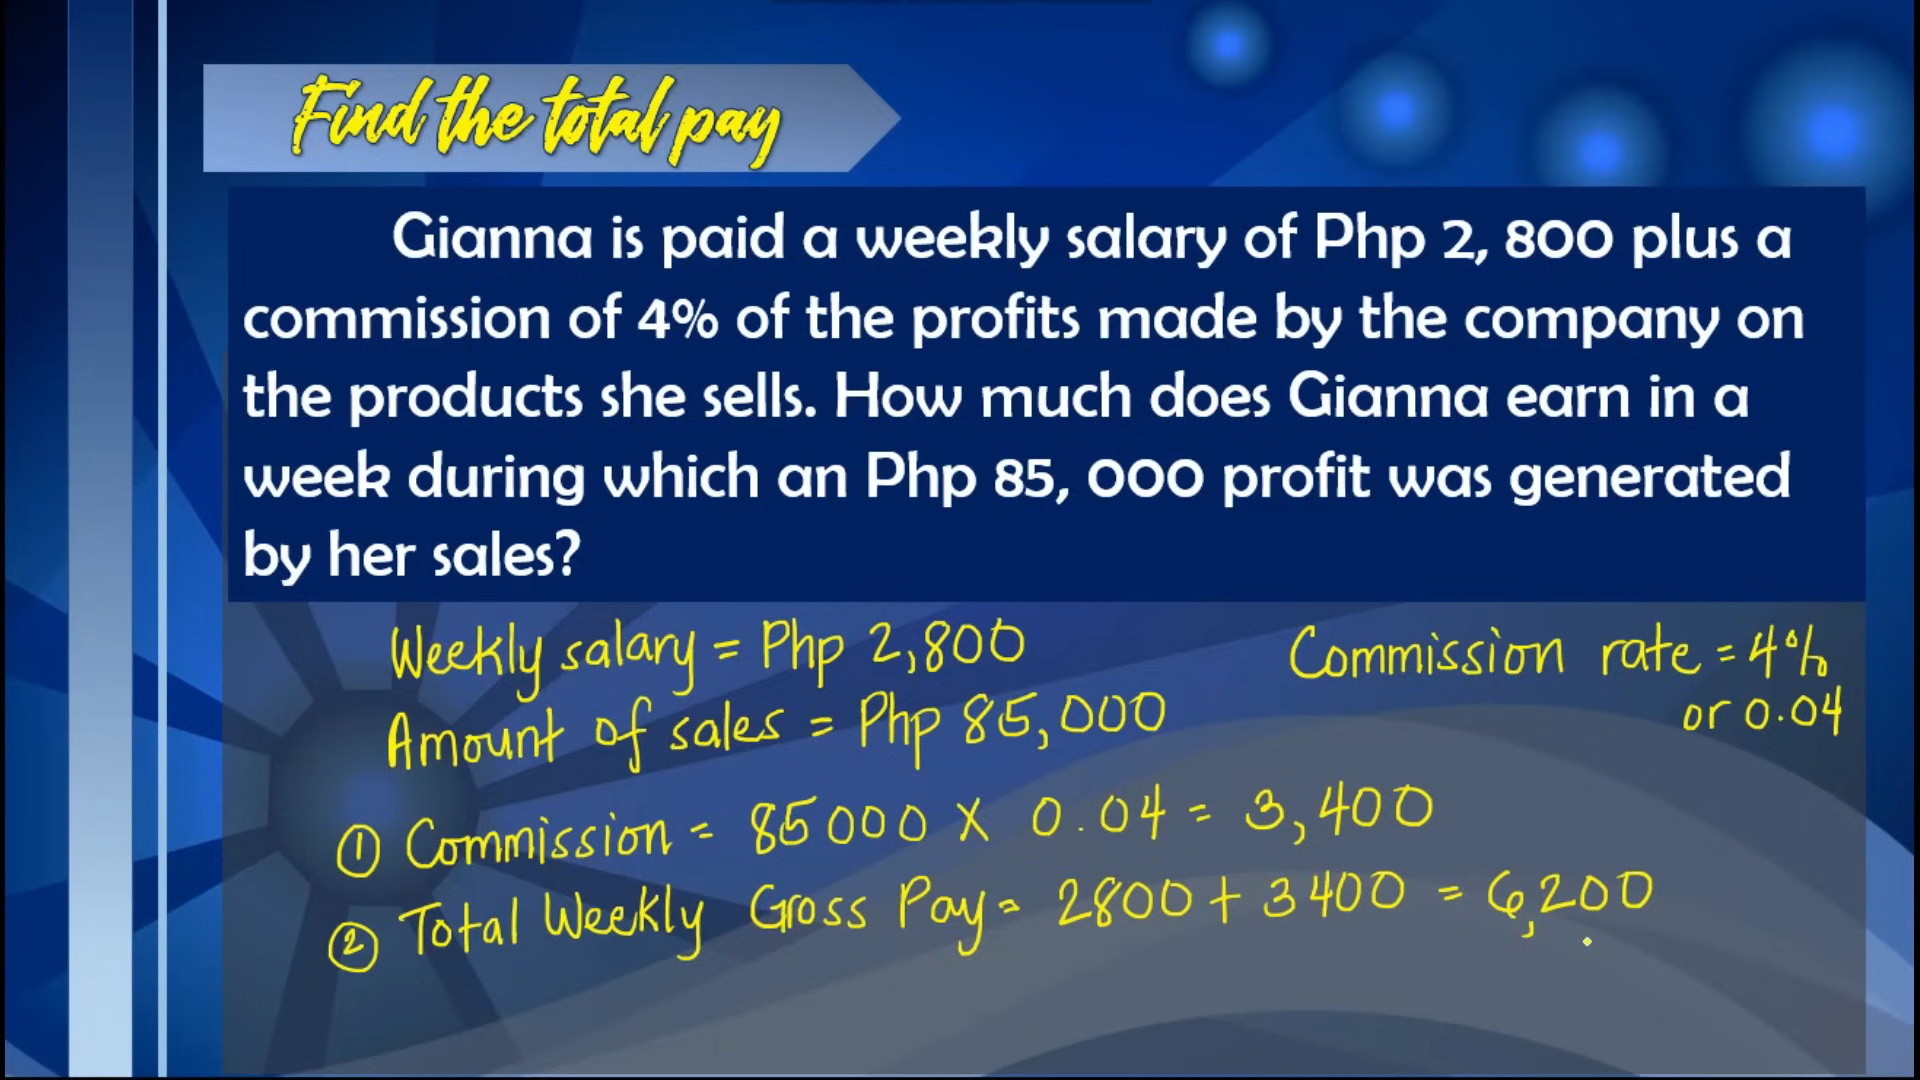 Find the total pay
Gianna is paid a weekly salary of Php 2, 800 plus a
commission of 4% of the profits made by the company on
the products she sells. How much does Gianna earn in a
week during which an Php 85, 000 profit was generated
by her sales?
Weekly salary = Php 2,800
Commission rate = 4%
or 0.04
Amount of sales = Php 85,000
① Commission = 85000 x 0.04 = 3,400
② Total Weekly Gross Pay = 2800 + 3400 = 6,200